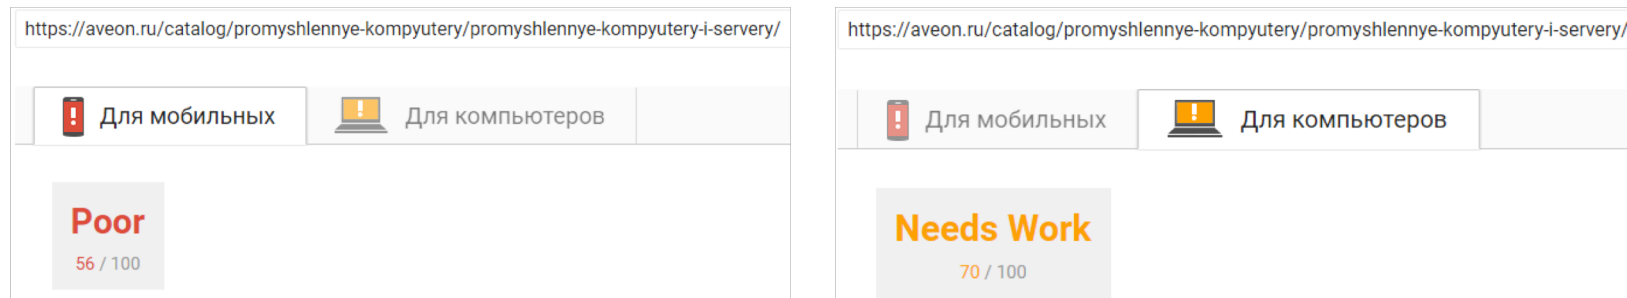 https://aveon.ru/catalog/promyshlennye-kompyutery/promyshlennye-kompyutery-i-servery/
Для мобильных
Для компьютеров
Poor
56 / 100
https://aveon.ru/catalog/promyshlennye-kompyutery/promyshlennye-kompyutery-i-servery/
Для мобильных
Для компьютеров
Needs Work
70 / 100